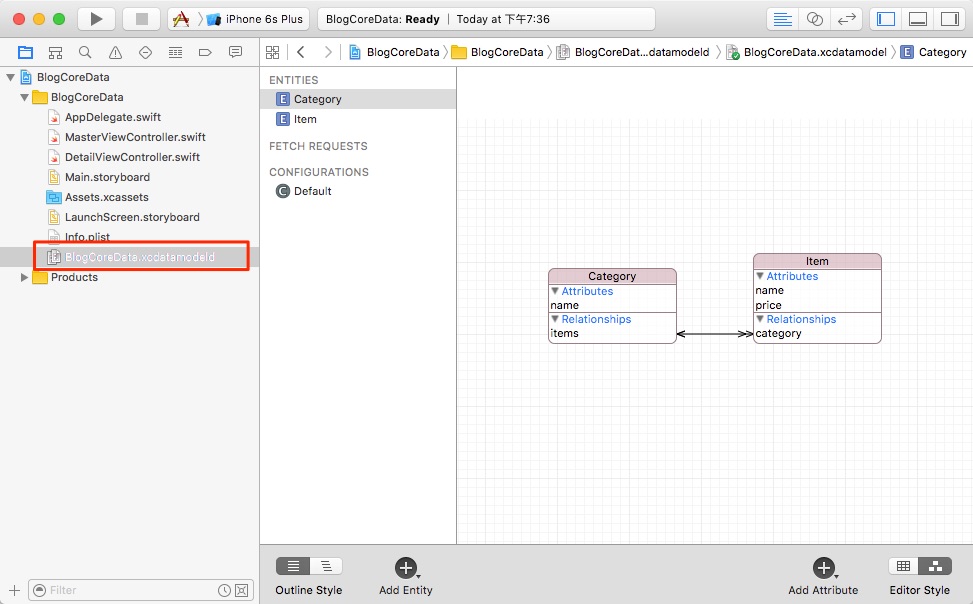 iPhone 6s Plus
BlogCoreData: Ready | Today at 下午7:36
BlogCoreData
BlogCoreData
BlogCoreDat...datamodeld
BlogCoreData.xcdatamodel
E Category
BlogCoreData
BlogCoreData
AppDelegate.swift
MasterViewController.swift
DetailViewController.swift
Main.storyboard
Assets.xcassets
LaunchScreen.storyboard
Info.plist
BlogCoreData.xcdatamodeld
Products
ENTITIES
E Category
E Item
FETCH REQUESTS
CONFIGURATIONS
C Default
Category
Attributes
name
Relationships
items
Item
Attributes
name
price
Relationships
category
Filter
Outline Style
Add Entity
Add Attribute
Editor Style